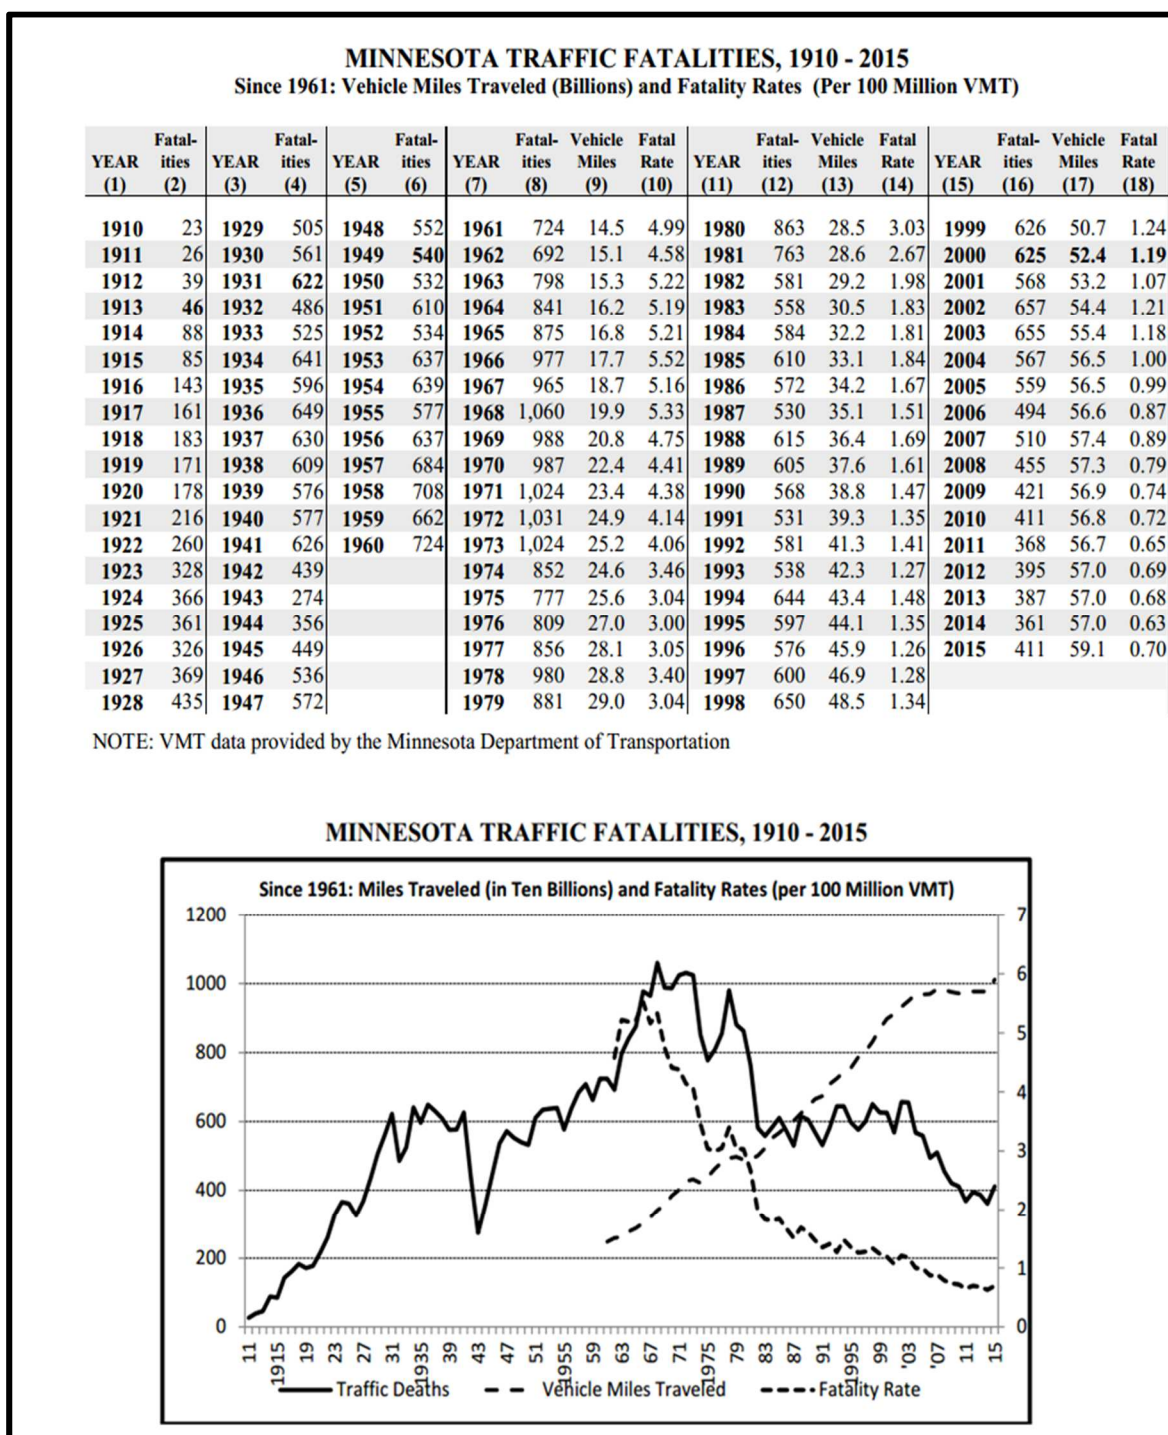 MINNESOTA TRAFFIC FATALITIES, 1910 - 2015
Since 1961: Vehicle Miles Traveled (Billions) and Fatality Rates (Per 100 Million VMT)
Fatal- Fatal- Fatal- Fatal- Vehicle Fatal Fatal- Vehicle Fatal Fatal- Vehicle Fatal
YEAR ities YEAR ities YEAR ities YEAR ities Miles Rate YEAR ities Miles Rate YEAR ities Miles Rate
(1) (2) (3) (4) (5) (6) (7) (8) (9) (10) (11) (12) (13) (14) (15) (16) (17) (18)
1910 23 1929 505 1948 552 1961 724 14.5 4.99 1980 863 28.5 3.03 1999 626 50.7 1.24
1911 26 1930 561 1949 540 1962 692 15.1 4.58 1981 763 28.6 2.67 2000 625 52.4 1.19
1912 39 1931 622 1950 532 1963 798 15.3 5.22 1982 581 29.2 1.98 2001 568 53.2 1.07
1913 46 1932 486 1951 610 1964 841 16.2 5.19 1983 558 30.5 1.83 2002 657 54.4 1.21
1914 88 1933 525 1952 534 1965 875 16.8 5.21 1984 584 32.2 1.81 2003 655 55.4 1.18
1915 85 1934 641 1953 637 1966 977 17.7 5.52 1985 610 33.1 1.84 2004 567 56.5 1.00
1916 143 1935 596 1954 639 1967 965 18.7 5.16 1986 572 34.2 1.67 2005 559 56.5 0.99
1917 161 1936 649 1955 577 1968 1,060 19.9 5.33 1987 530 35.1 1.51 2006 494 56.6 0.87
1918 183 1937 630 1956 637 1969 988 20.8 4.75 1988 615 36.4 1.69 2007 510 57.4 0.89
1919 171 1938 609 1957 684 1970 987 22.4 4.41 1989 605 37.6 1.61 2008 455 57.3 0.79
1920 178 1939 576 1958 708 1971 1,024 23.4 4.38 1990 568 38.8 1.47 2009 421 56.9 0.74
1921 216 1940 577 1959 662 1972 1,031 24.9 4.14 1991 531 39.3 1.35 2010 411 56.8 0.72
1922 260 1941 626 1960 724 1973 1,024 25.2 4.06 1992 581 41.3 1.41 2011 368 56.7 0.65
1923 328 1942 439 1974 852 24.6 3.46 1993 538 42.3 1.27 2012 395 57.0 0.69
1924 366 1943 274 1975 777 25.6 3.04 1994 644 43.4 1.48 2013 387 57.0 0.68
1925 361 1944 356 1976 809 27.0 3.00 1995 597 44.1 1.35 2014 361 57.0 0.63
1926 326 1945 449 1977 856 28.1 3.05 1996 576 45.9 1.26 2015 411 59.1 0.70
1927 369 1946 536 1978 980 28.8 3.40 1997 600 46.9 1.28
1928 435 1947 572 1979 881 29.0 3.04 1998 650 48.5 1.34
NOTE: VMT data provided by the Minnesota Department of Transportation
MINNESOTA TRAFFIC FATALITIES, 1910 - 2015
Since 1961: Miles Traveled (in Ten Billions) and Fatality Rates (per 100 Million VMT)
1200 7
1000 6
5
800
4
600
3
400
2
200
1
0 0
11 1915 19 23 27 31 1935 39 43 47 51 1955 59 63 67 71 1975 79 83 87 91 1995 99 '03 '07 11 15
Traffic Deaths Vehicle Miles Traveled Fatality Rate